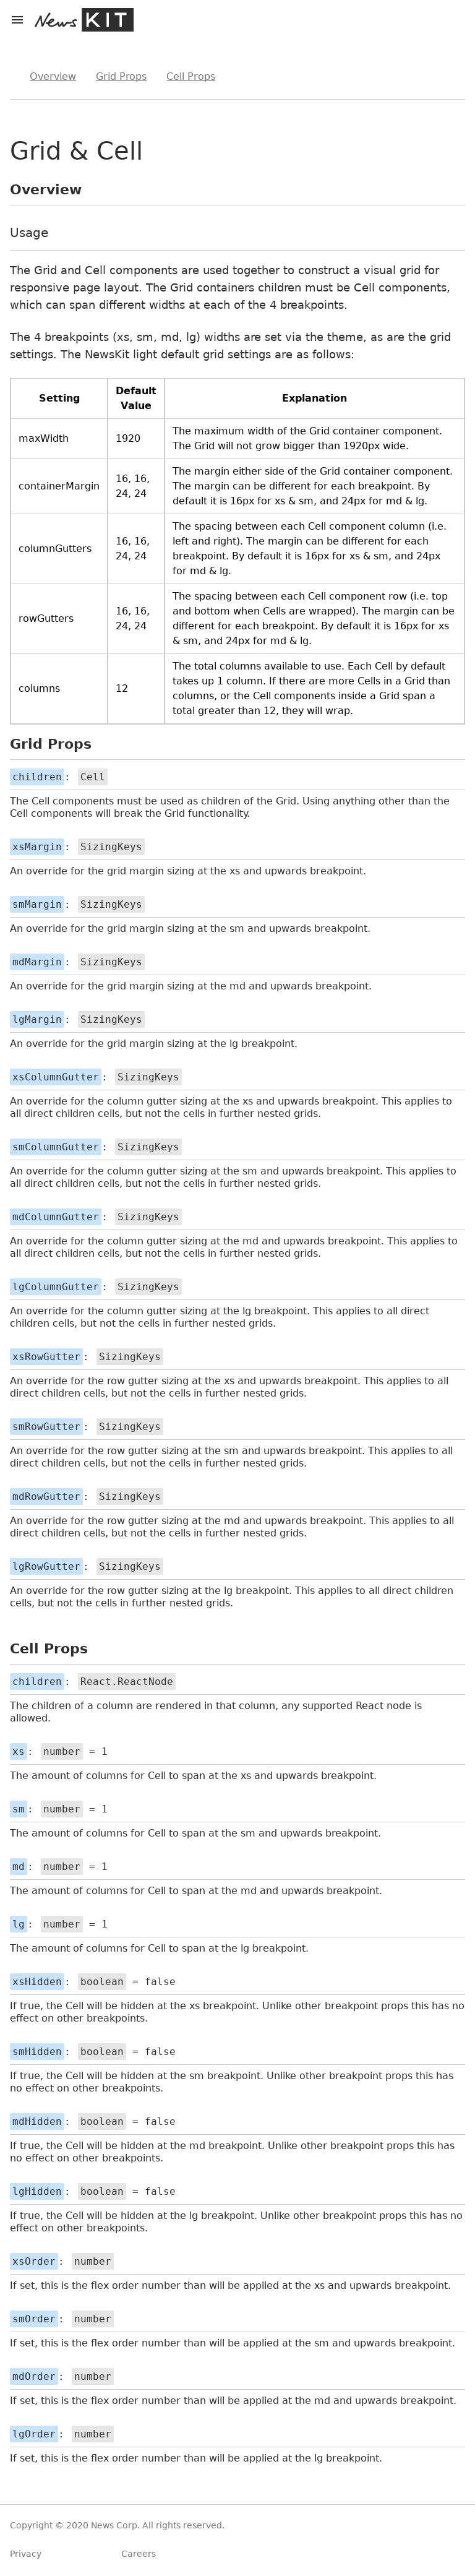 News KIT
Overview Grid Props Cell Props
Grid & Cell
Overview
Usage
The Grid and Cell components are used together to construct a visual grid for
responsive page layout. The Grid containers children must be Cell components,
which can span different widths at each of the 4 breakpoints.
The 4 breakpoints (xs, sm, md, lg) widths are set via the theme, as are the grid
settings. The NewsKit light default grid settings are as follows:
Setting Default Value Explanation
maxWidth 1920 The maximum width of the Grid container component.
The Grid will not grow bigger than 1920px wide.
containerMargin 16, 16, 24, 24 The margin either side of the Grid container component.
The margin can be different for each breakpoint. By
default it is 16px for xs & sm, and 24px for md & lg.
columnGutters 16, 16, 24, 24 The spacing between each Cell component column (i.e.
left and right). The margin can be different for each
breakpoint. By default it is 16px for xs & sm, and 24px
for md & lg.
rowGutters 16, 16, 24, 24 The spacing between each Cell component row (i.e. top
and bottom when Cells are wrapped). The margin can be
different for each breakpoint. By default it is 16px for xs
& sm, and 24px for md & lg.
columns 12 The total columns available to use. Each Cell by default
takes up 1 column. If there are more Cells in a Grid than
columns, or the Cell components inside a Grid span a
total greater than 12, they will wrap.
Grid Props
children: Cell
The Cell components must be used as children of the Grid. Using anything other than the
Cell components will break the Grid functionality.
xsMargin: SizingKeys
An override for the grid margin sizing at the xs and upwards breakpoint.
smMargin: SizingKeys
An override for the grid margin sizing at the sm and upwards breakpoint.
mdMargin: SizingKeys
An override for the grid margin sizing at the md and upwards breakpoint.
lgMargin: SizingKeys
An override for the grid margin sizing at the lg breakpoint.
xsColumnGutter: SizingKeys
An override for the column gutter sizing at the xs and upwards breakpoint. This applies to
all direct children cells, but not the cells in further nested grids.
smColumnGutter: SizingKeys
An override for the column gutter sizing at the sm and upwards breakpoint. This applies to
all direct children cells, but not the cells in further nested grids.
mdColumnGutter: SizingKeys
An override for the column gutter sizing at the md and upwards breakpoint. This applies to
all direct children cells, but not the cells in further nested grids.
lgColumnGutter: SizingKeys
An override for the column gutter sizing at the lg breakpoint. This applies to all direct
children cells, but not the cells in further nested grids.
xsRowGutter: SizingKeys
An override for the row gutter sizing at the xs and upwards breakpoint. This applies to all
direct children cells, but not the cells in further nested grids.
smRowGutter: SizingKeys
An override for the row gutter sizing at the sm and upwards breakpoint. This applies to all
direct children cells, but not the cells in further nested grids.
mdRowGutter: SizingKeys
An override for the row gutter sizing at the md and upwards breakpoint. This applies to all
direct children cells, but not the cells in further nested grids.
lgRowGutter: SizingKeys
An override for the row gutter sizing at the lg breakpoint. This applies to all direct children
cells, but not the cells in further nested grids.
Cell Props
children: React.ReactNode
The children of a column are rendered in that column, any supported React node is
allowed.
xs: number = 1
The amount of columns for Cell to span at the xs and upwards breakpoint.
sm: number = 1
The amount of columns for Cell to span at the sm and upwards breakpoint.
md: number = 1
The amount of columns for Cell to span at the md and upwards breakpoint.
lg: number = 1
The amount of columns for Cell to span at the lg breakpoint.
xsHidden: boolean = false
If true, the Cell will be hidden at the xs breakpoint. Unlike other breakpoint props this has no
effect on other breakpoints.
smHidden: boolean = false
If true, the Cell will be hidden at the sm breakpoint. Unlike other breakpoint props this has
no effect on other breakpoints.
mdHidden: boolean = false
If true, the Cell will be hidden at the md breakpoint. Unlike other breakpoint props this has
no effect on other breakpoints.
lgHidden: boolean = false
If true, the Cell will be hidden at the lg breakpoint. Unlike other breakpoint props this has no
effect on other breakpoints.
xsOrder: number
If set, this is the flex order number than will be applied at the xs and upwards breakpoint.
smOrder: number
If set, this is the flex order number than will be applied at the sm and upwards breakpoint.
mdOrder: number
If set, this is the flex order number than will be applied at the md and upwards breakpoint.
lgOrder: number
If set, this is the flex order number than will be applied at the lg breakpoint.
Copyright © 2020 News Corp. All rights reserved.
Privacy Careers